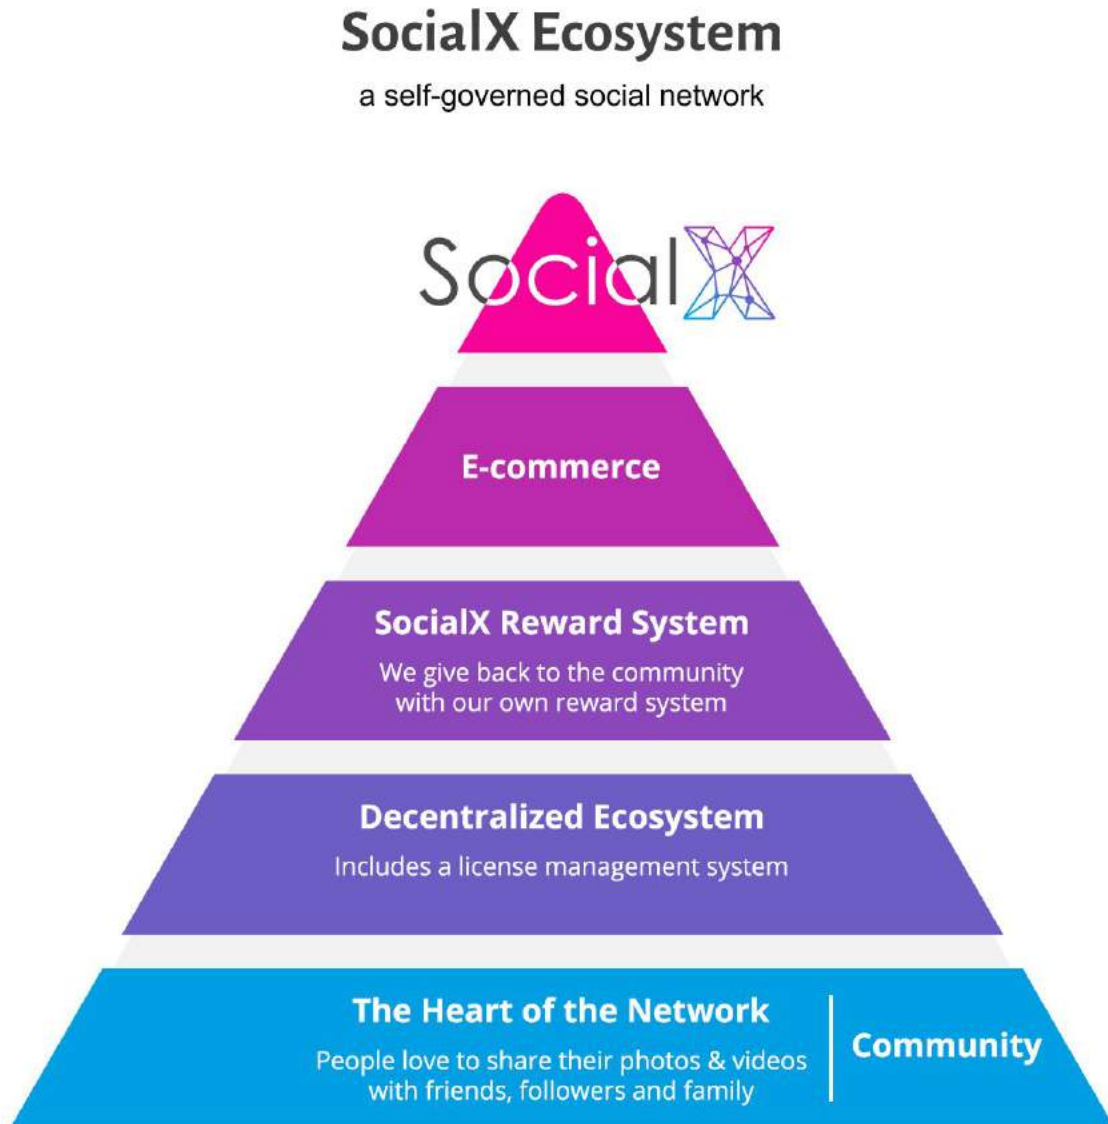 SocialX Ecosystem
a self-governed social network
SocialX
E-commerce
SocialX Reward System
We give back to the community
with our own reward system
Decentralized Ecosystem
Includes a license management system
The Heart of the Network
People love to share their photos & videos
with friends, followers and family
Community